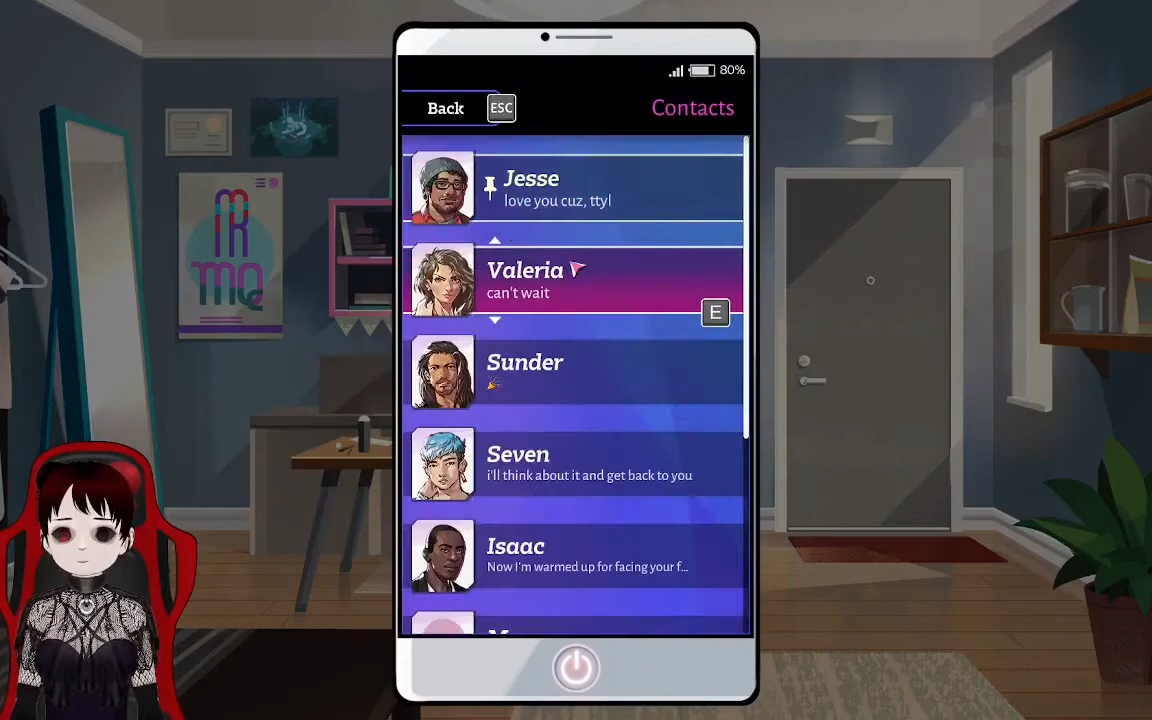 80%
Back
ESC
Contacts
Jesse
love you cuz, ttyl
Valeria
can't wait
E
Sunder
Seven
i'll think about it and get back to you
Isaac
Now I'm warmed up for facing your f...